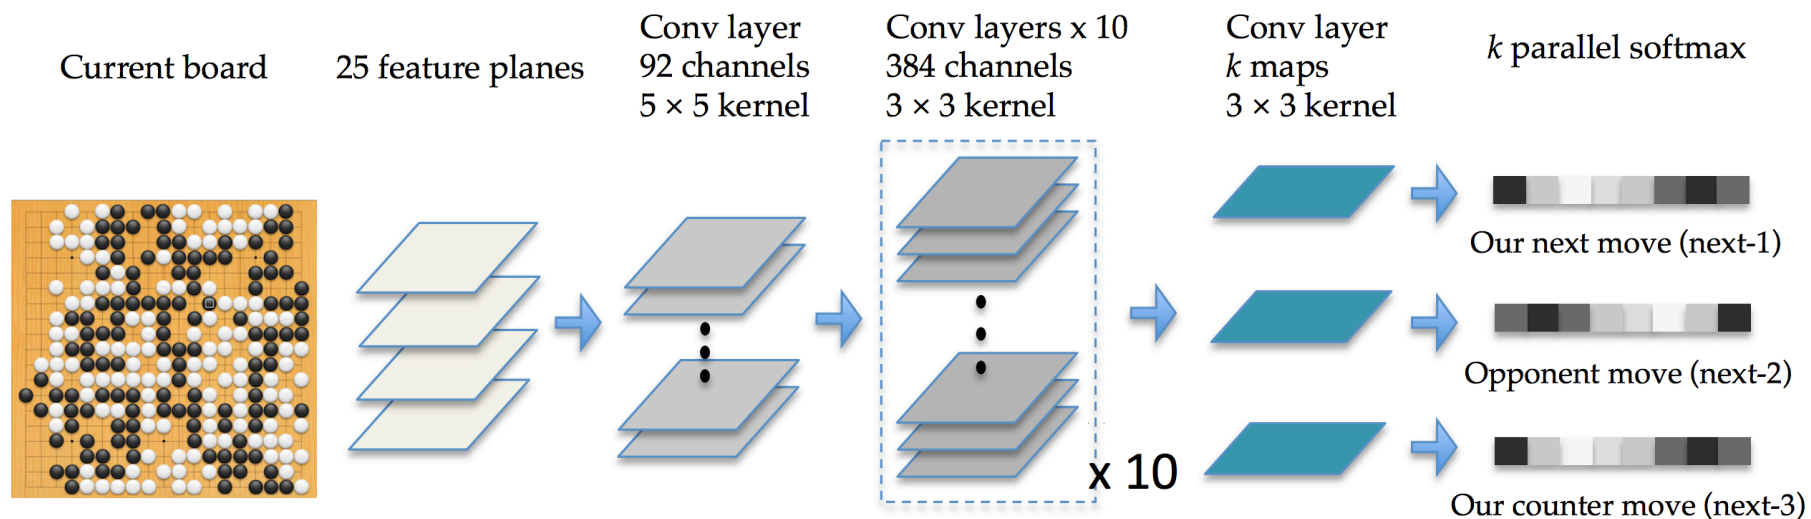 Current board
25 feature planes
Conv layer
92 channels
5 × 5 kernel
Conv layers x 10
384 channels
3 × 3 kernel
Conv layer
k maps
3 × 3 kernel
k parallel softmax
Our next move (next-1)
Opponent move (next-2)
x 10
Our counter move (next-3)